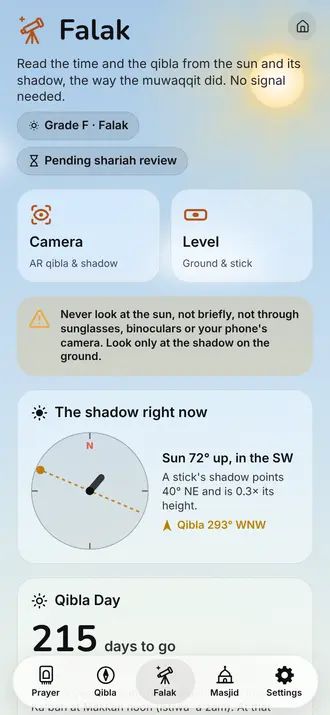 Falak
Read the time and the qibla from the sun and its
shadow, the way the muwaqqit did. No signal
needed.
Grade F · Falak
Pending shariah review
Camera
AR qibla & shadow
Level
Ground & stick
Never look at the sun, not briefly, not through
sunglasses, binoculars or your phone's
camera. Look only at the shadow on the
ground.
The shadow right now
N
Sun 72° up, in the SW
A stick's shadow points
40° NE and is 0.3× its
height.
Qibla 293° WNW
Qibla Day
215 days to go
Prayer
Qibla
Falak
Masjid
Settings